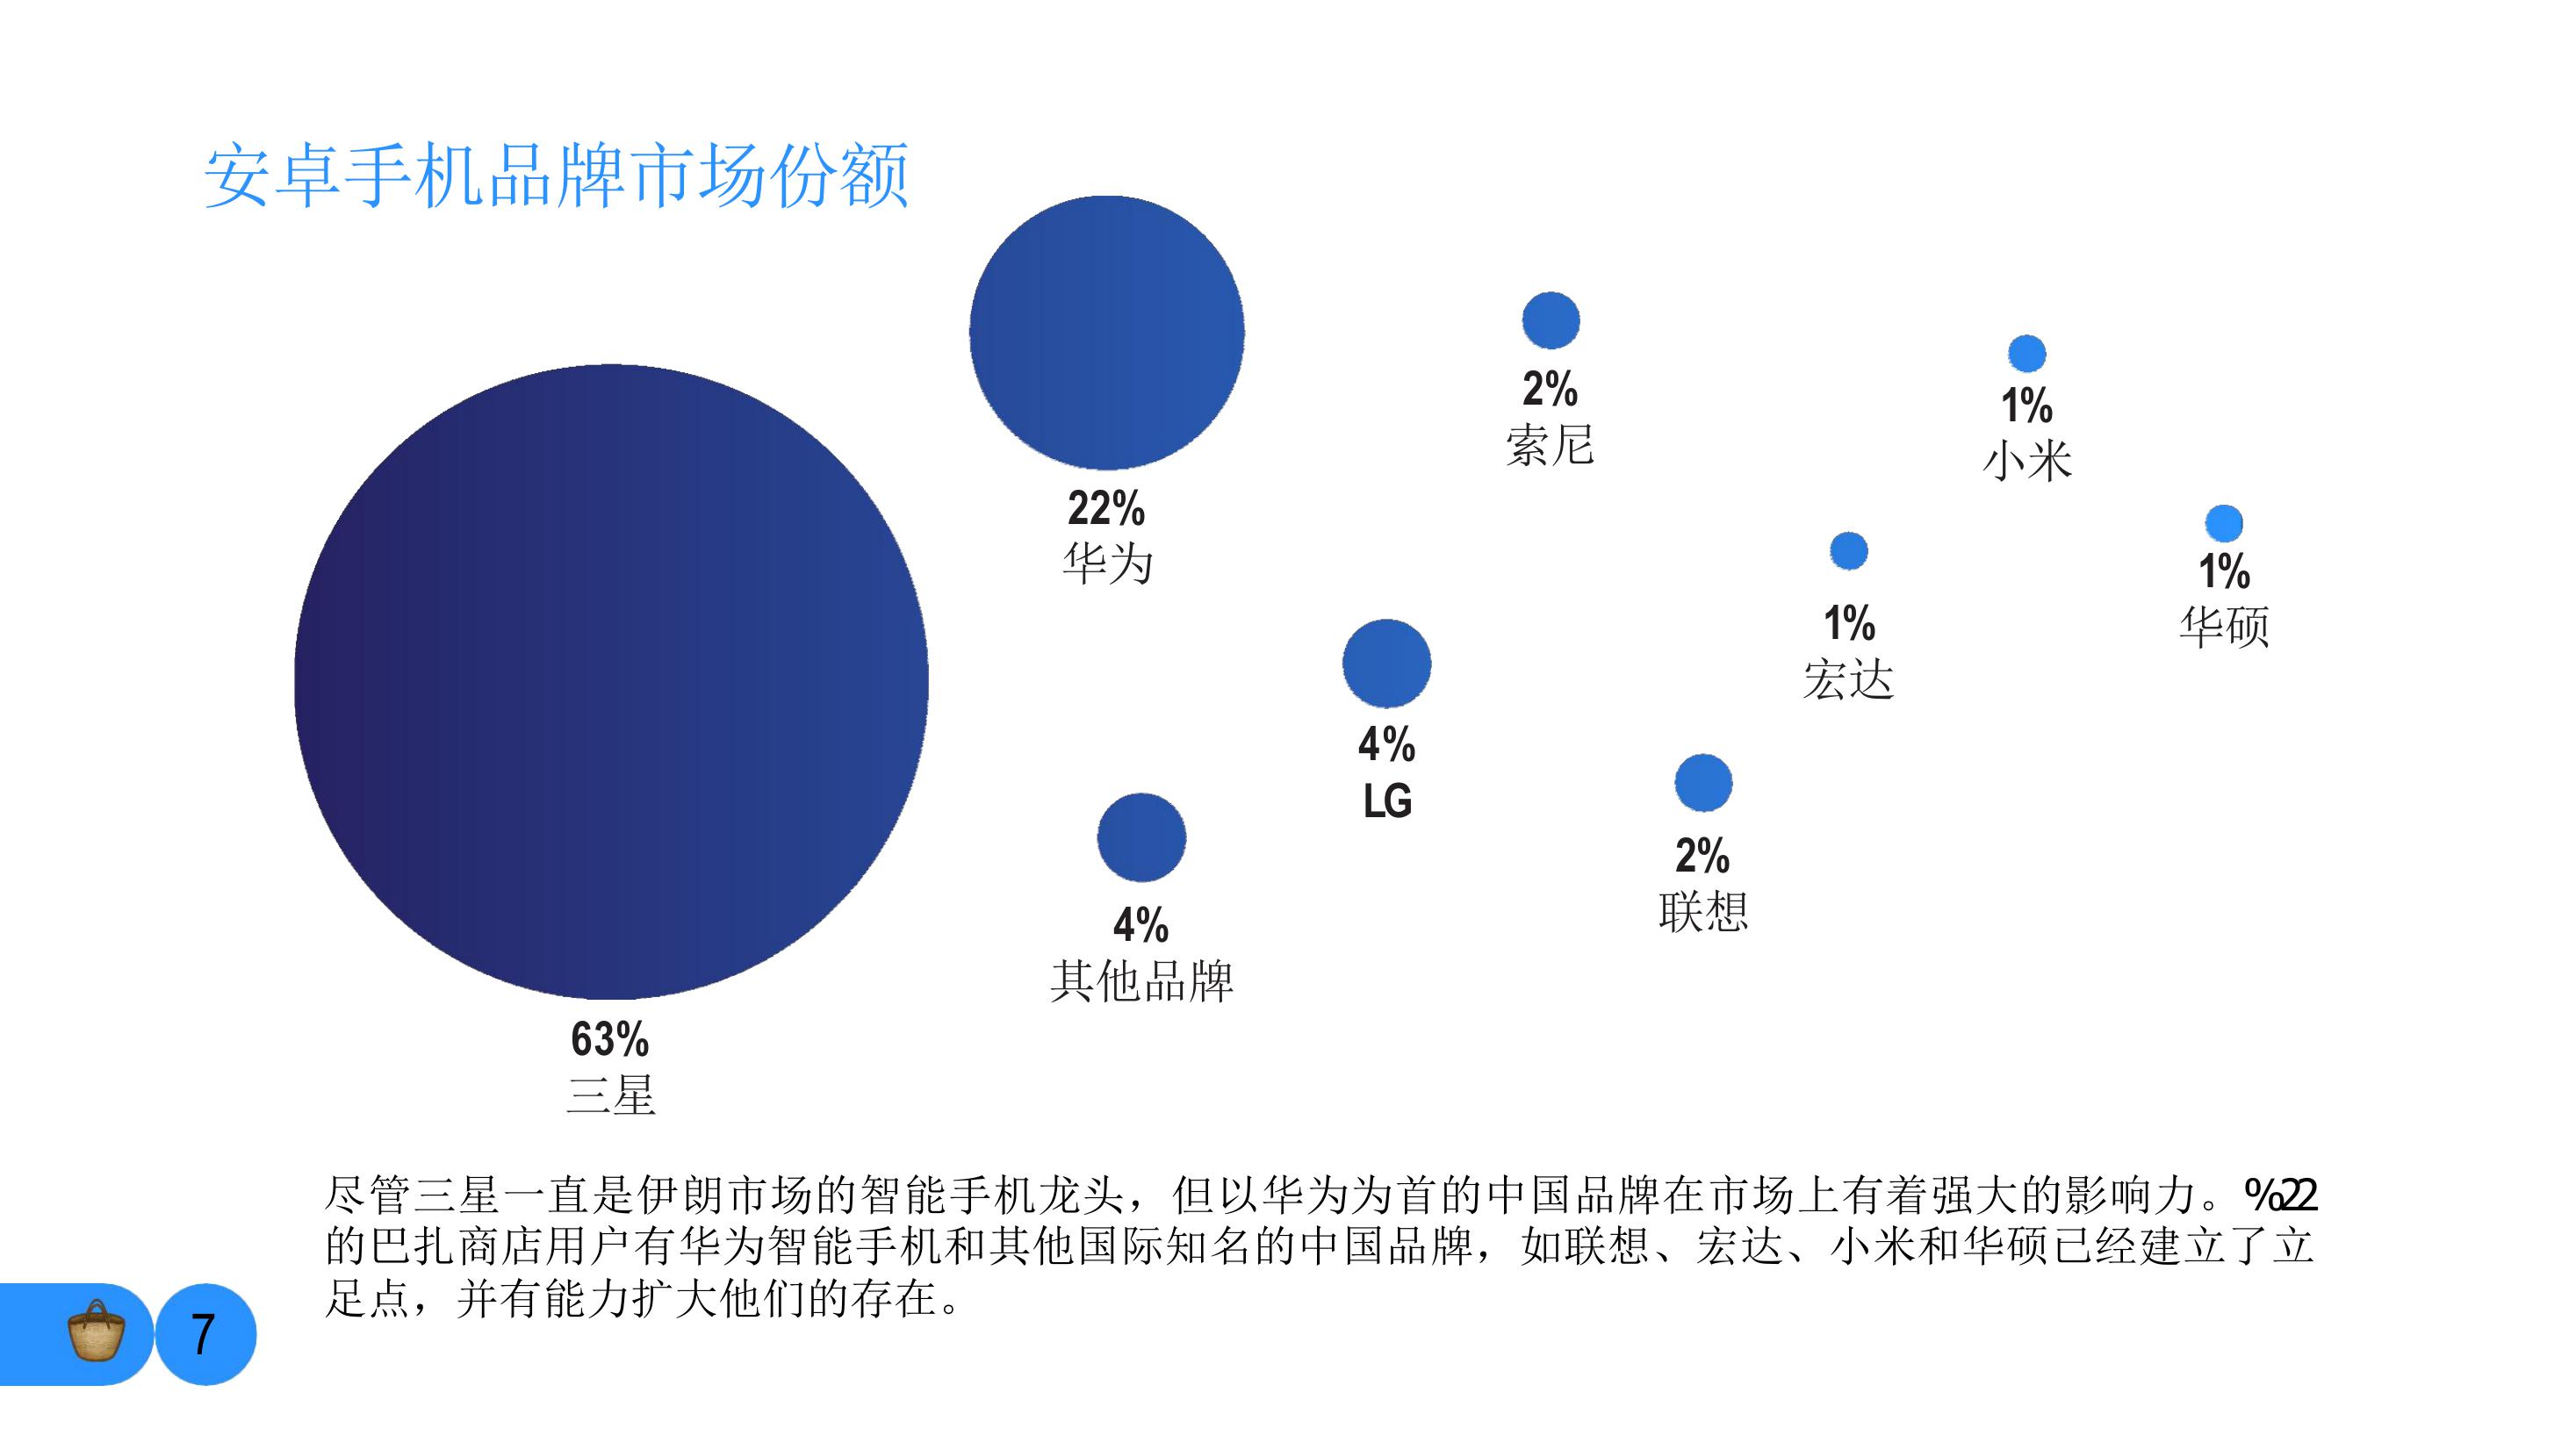 安卓手机品牌市场份额
22%
华为
2%
索尼
1%
小米
1%
华硕
1%
宏达
4%
LG
2%
联想
4%
其他品牌
63%
三星
尽管三星一直是伊朗市场的智能手机龙头，但以华为为首的中国品牌在市场上有着强大的影响力。%22
的巴扎商店用户有华为智能手机和其他国际知名的中国品牌，如联想、宏达、小米和华硕已经建立了立
足点，并有能力扩大他们的存在。
7